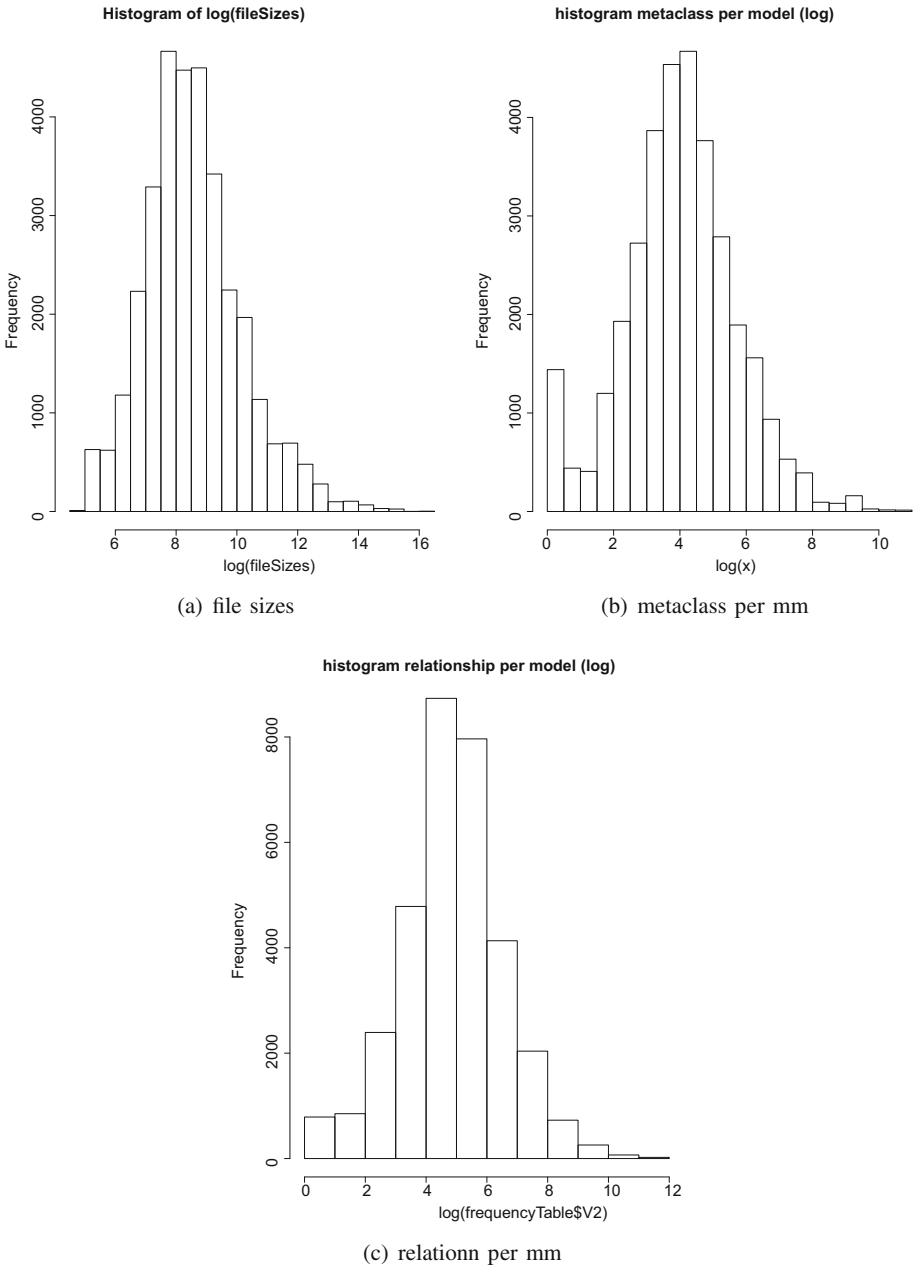 Histogram of log(fileSizes)
Frequency
4000
3000
2000
1000
0
6 8 10 12 14 16
log(fileSizes)
(a) file sizes
histogram metaclass per model (log)
Frequency
4000
3000
2000
1000
0
0 2 4 6 8 10
log(x)
(b) metaclass per mm
histogram relationship per model (log)
Frequency
8000
6000
4000
2000
0
0 2 4 6 8 10 12
log(frequencyTable$V2)
(c) relationn per mm